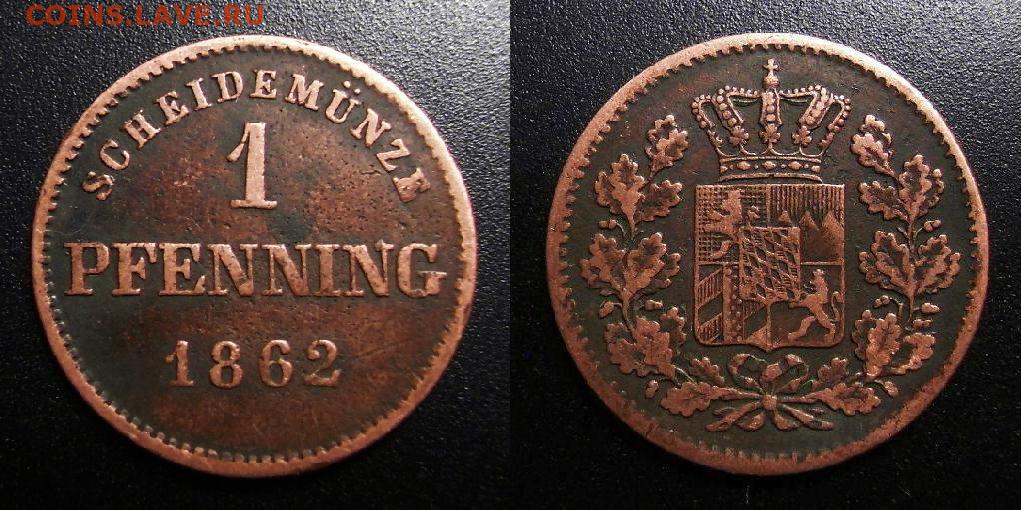 COINS.LAVE.RU
SCHEIDEMÜNZE
1
PFENNING
1862